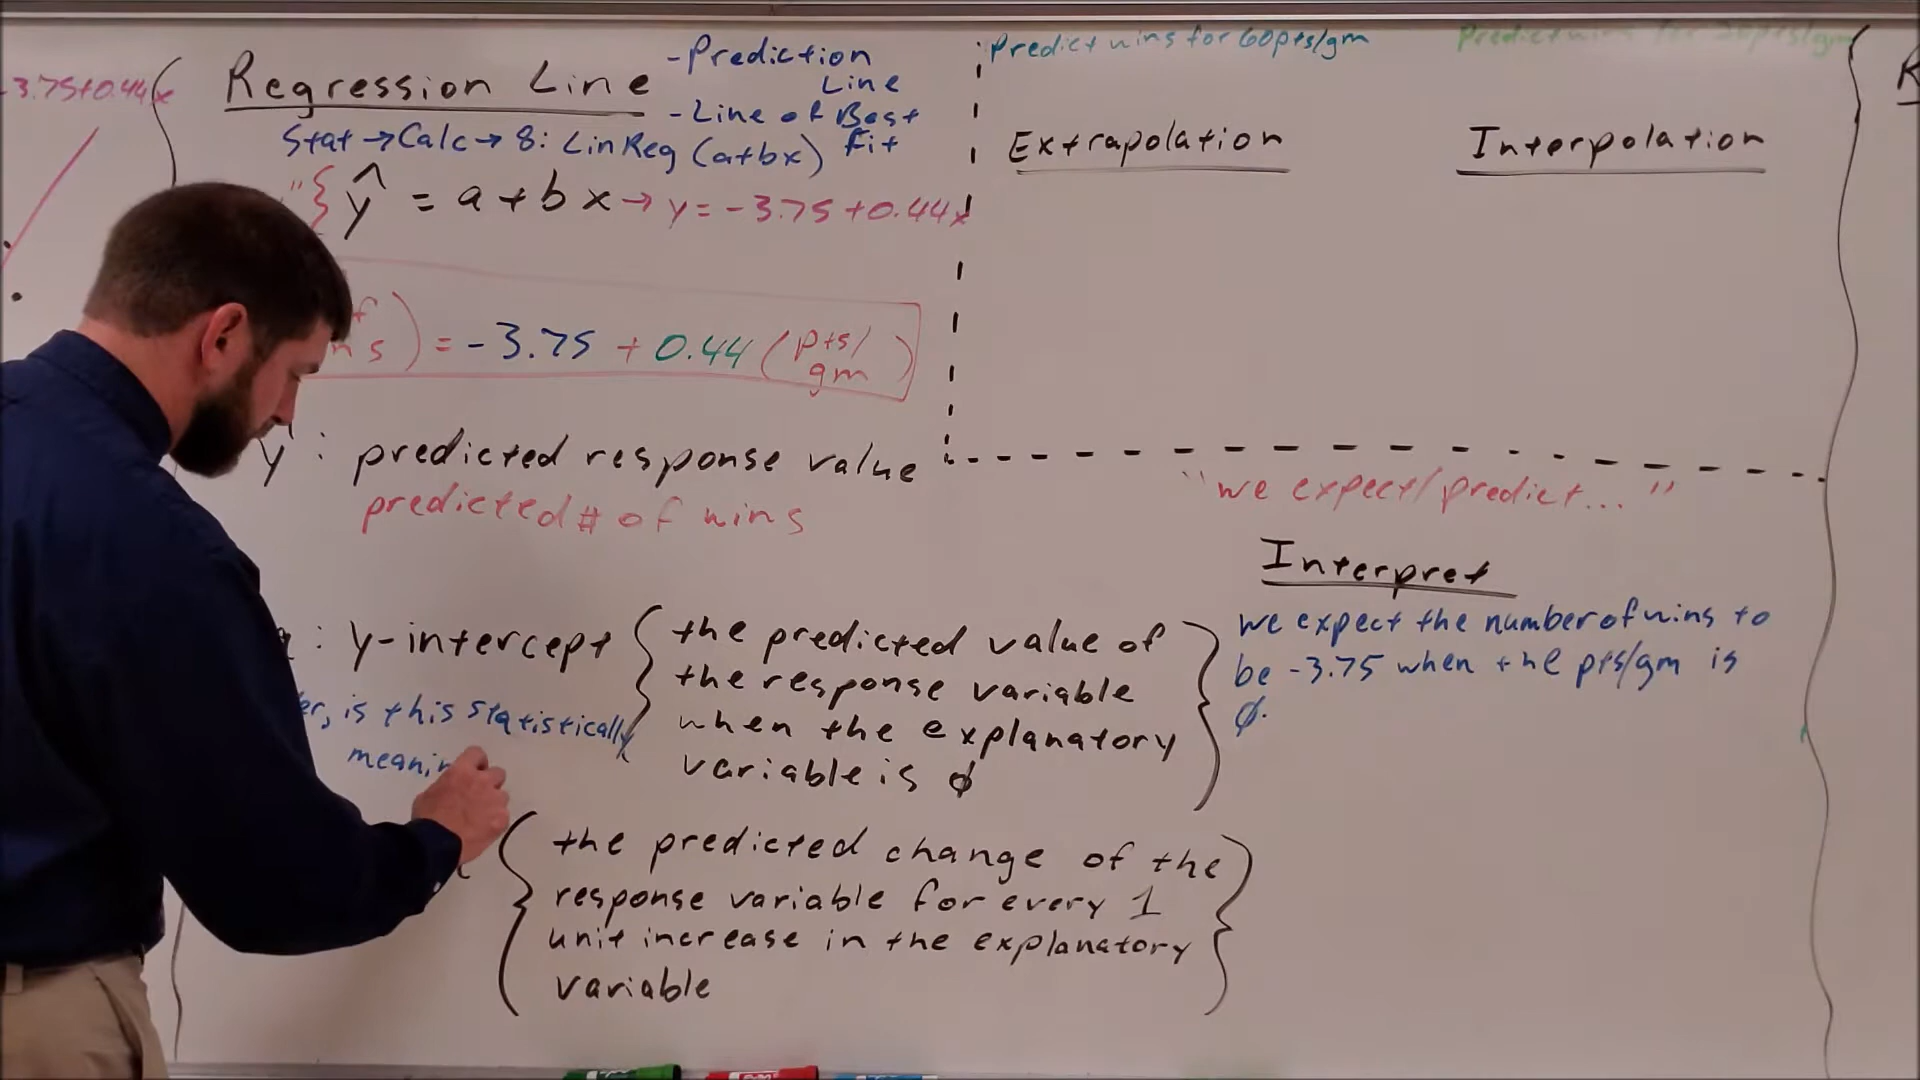 -3.75+0.44x
Regression Line
-Prediction
Line
-Line of Best
Fit
Stat→Calc→8: LinReg (a+bx)
ŷ = a+bx→y=-3.75+0.44x
= -3.75 + 0.44 (pts/
gm)
y : predicted response value
predicted # of wins
: y-intercept
is this statistically
the predicted value of
the response variable
when the explanatory
variable is ϕ
the predicted change of the
response variable for every 1
unit increase in the explanatory
variable
Predict wins for 60pts/gm
Extrapolation
Interpolation
"we expect/predict..."
Interpret
we expect the number of wins to
be -3.75 when the pts/gm is
ϕ.